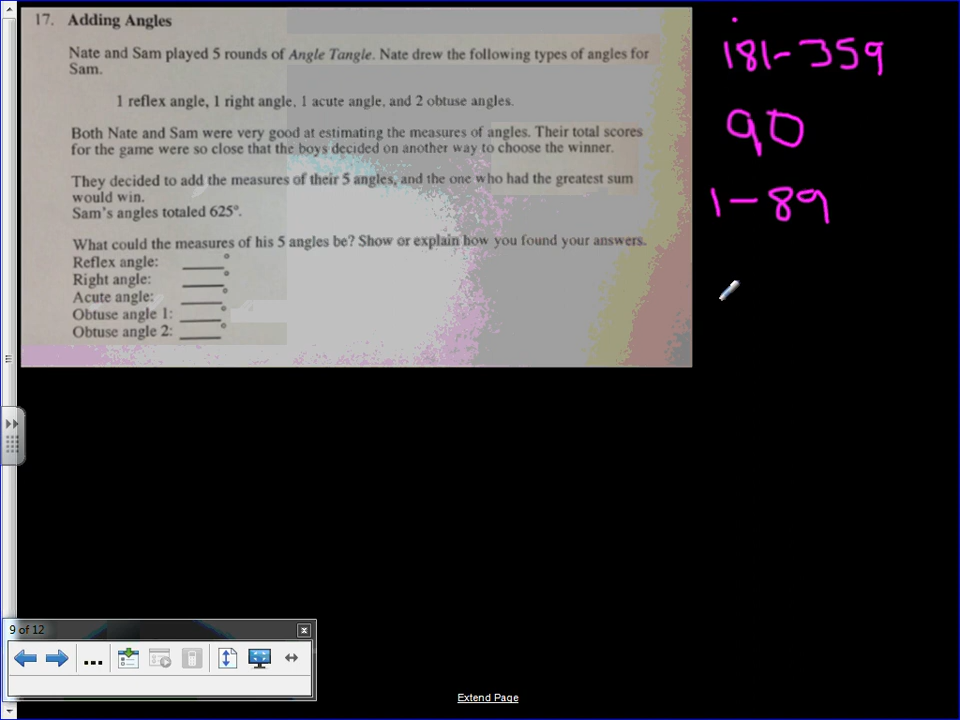 17. Adding Angles
Nate and Sam played 5 rounds of Angle Tangle. Nate drew the following types of angles for
Sam.
1 reflex angle, 1 right angle, 1 acute angle, and 2 obtuse angles.
Both Nate and Sam were very good at estimating the measures of angles. Their total scores
for the game were so close that the boys decided on another way to choose the winner.
They decided to add the measures of their 5 angles, and the one who had the greatest sum
would win.
Sam's angles totaled 625°.
What could the measures of his 5 angles be? Show or explain how you found your answers.
Reflex angle: ____°
Right angle: ____°
Acute angle: ____°
Obtuse angle 1: ____°
Obtuse angle 2: ____°
181-359
90
1-89
9 of 12
Extend Page